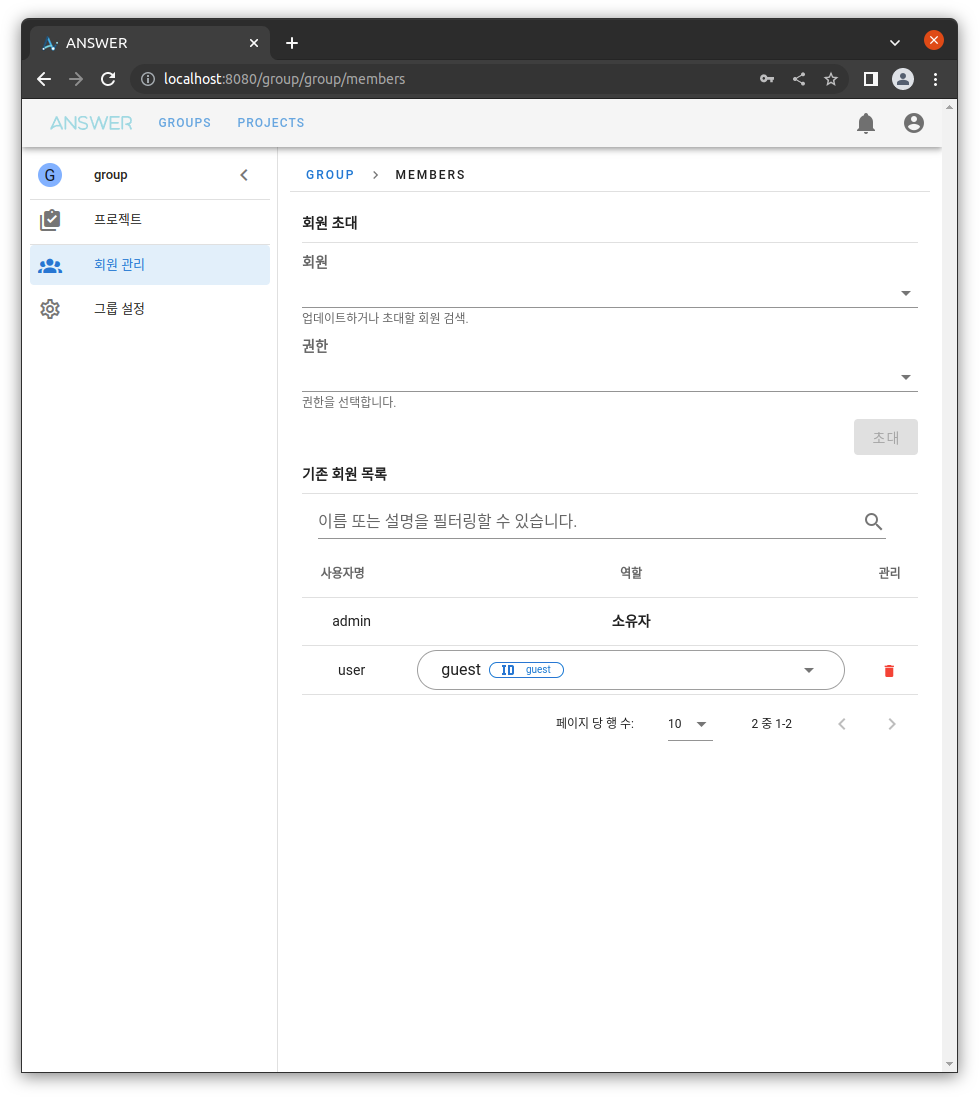 ANSWER
localhost:8080/group/group/members
ANSWER GROUPS PROJECTS
G group
프로젝트
회원 관리
그룹 설정
GROUP MEMBERS
회원 초대
회원
업데이트하거나 초대할 회원 검색.
권한
권한을 선택합니다.
초대
기존 회원 목록
이름 또는 설명을 필터링할 수 있습니다.
사용자명 역할 관리
admin 소유자
user guest ID guest
페이지 당 행 수: 10 2 중 1-2